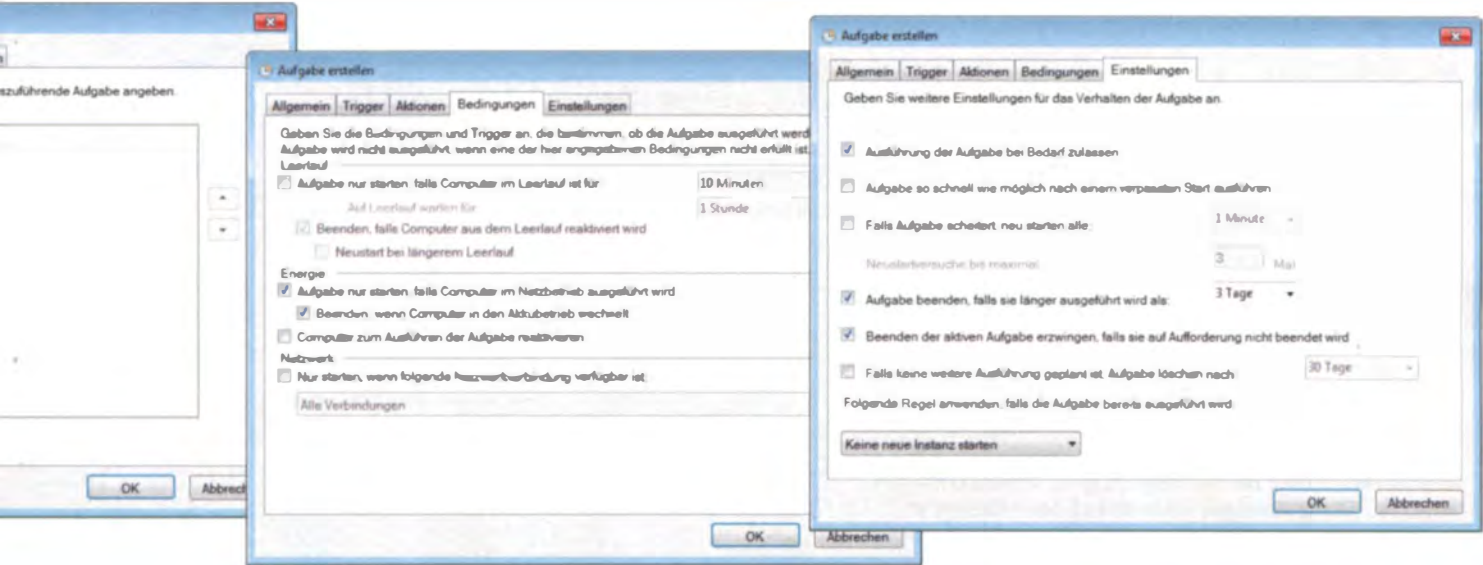 n
szuführende Aufgabe angeben.
OK Abbrech
Aufgabe erstellen
Allgemein Trigger Aktionen Bedingungen Einstellungen
Geben Sie die Bedingungen und Trigger an, die bestimmen, ob die Aufgabe ausgeführt werd
Aufgabe wird nicht ausgeführt, wenn eine der hier angegebenen Bedingungen nicht erfüllt ist.
Leerlauf
Aufgabe nur starten, falls Computer im Leerlauf ist für: 10 Minuten
Auf Leerlauf warten für: 1 Stunde
Beenden, falls Computer aus dem Leerlauf reaktiviert wird
Neustart bei längerem Leerlauf
Energie
Aufgabe nur starten, falls Computer im Netzbetrieb ausgeführt wird
Beenden, wenn Computer in den Akkubetrieb wechselt
Computer zum Ausführen der Aufgabe reaktivieren
Netzwerk
Nur starten, wenn folgende Netzwerkverbindung verfügbar ist:
Alle Verbindungen
OK Abbrechen
Aufgabe erstellen
Allgemein Trigger Aktionen Bedingungen Einstellungen
Geben Sie weitere Einstellungen für das Verhalten der Aufgabe an.
Ausführung der Aufgabe bei Bedarf zulassen
Aufgabe so schnell wie möglich nach einem verpassten Start ausführen
Falls Aufgabe scheitert, neu starten alle: 1 Minute
Neustartversuche bis maximal: 3 Mal
Aufgabe beenden, falls sie länger ausgeführt wird als: 3 Tage
Beenden der aktiven Aufgabe erzwingen, falls sie auf Aufforderung nicht beendet wird
Falls keine weitere Ausführung geplant ist, Aufgabe löschen nach: 30 Tage
Folgende Regel anwenden, falls die Aufgabe bereits ausgeführt wird:
Keine neue Instanz starten
OK Abbrechen